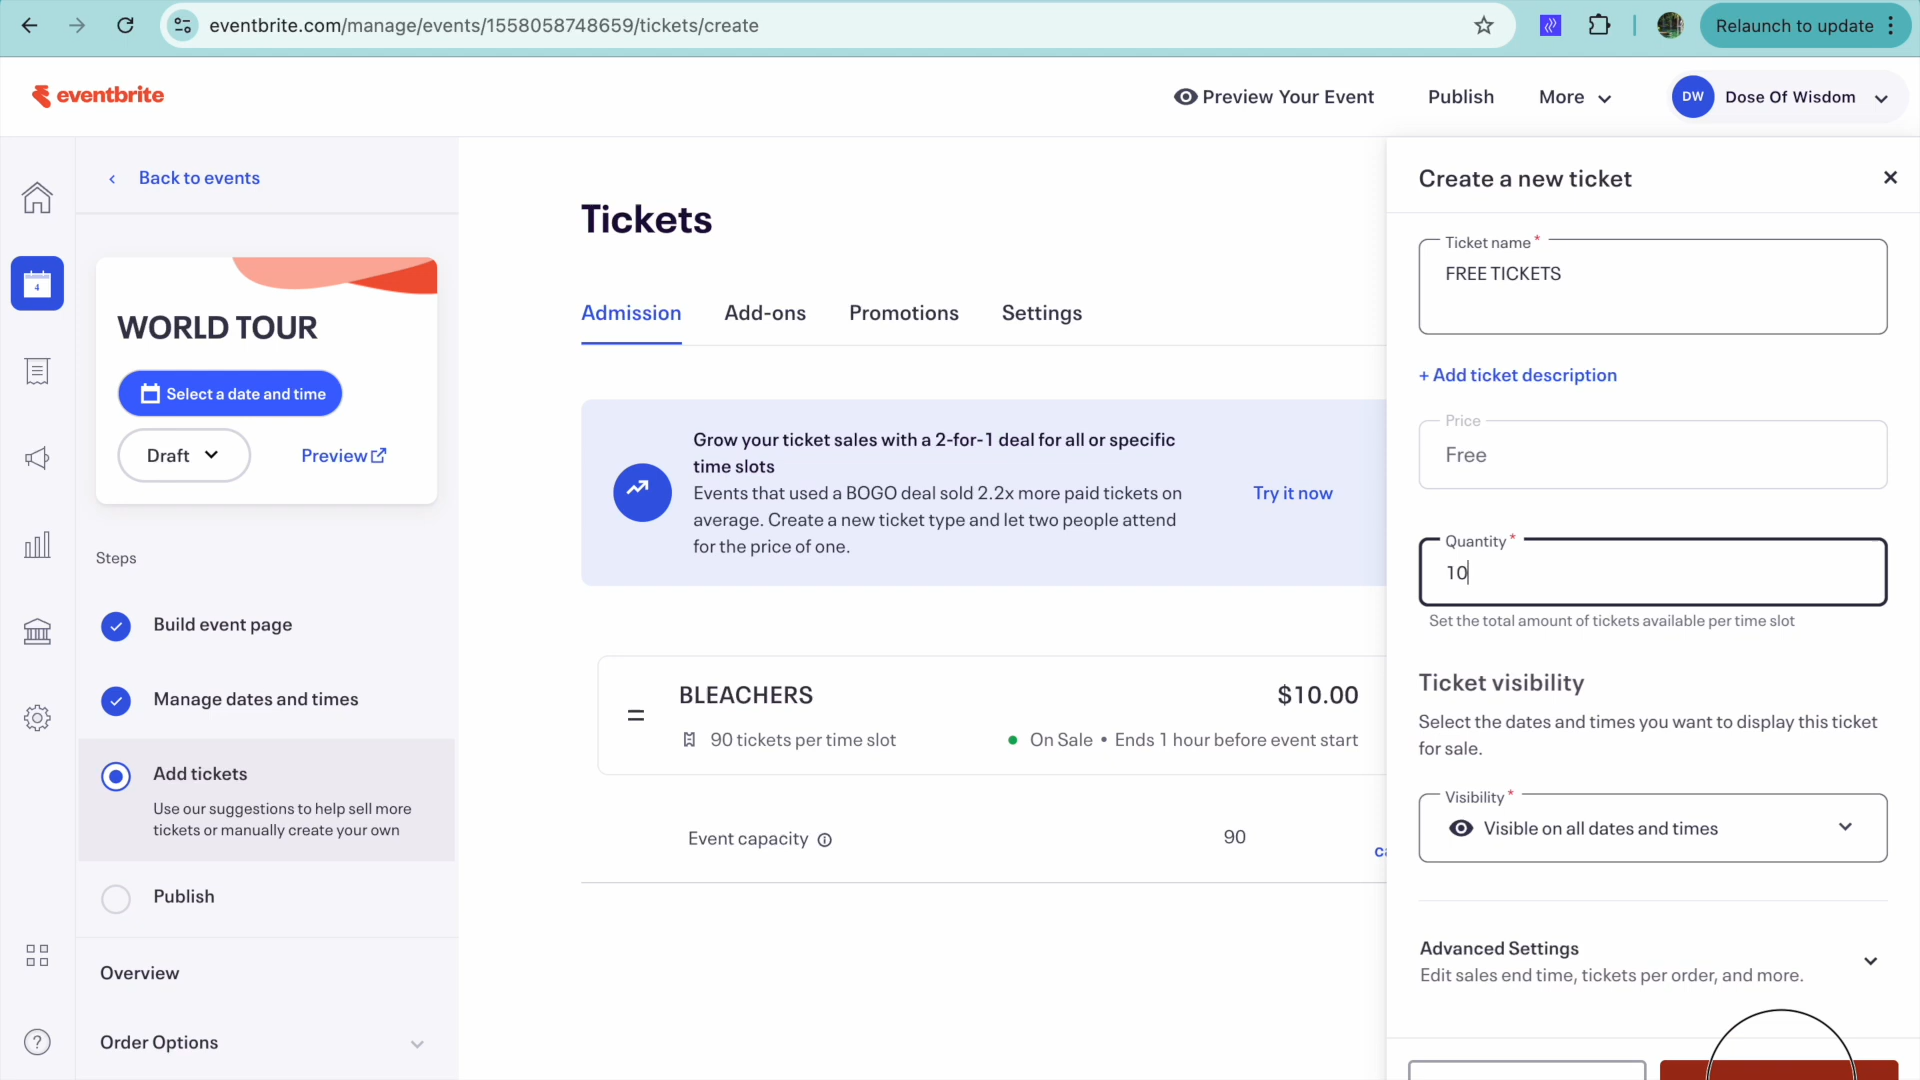 eventbrite.com/manage/events/1558058748659/tickets/create
Relaunch to update
eventbrite
Preview Your Event
Publish
More
DW
Dose Of Wisdom
Back to events
WORLD TOUR
Select a date and time
Draft
Preview
Steps
Build event page
Manage dates and times
Add tickets
Use our suggestions to help sell more
tickets or manually create your own
Publish
Overview
Order Options
4
?
Tickets
Admission
Add-ons
Promotions
Settings
Grow your ticket sales with a 2-for-1 deal for all or specific
time slots
Events that used a BOGO deal sold 2.2x more paid tickets on
average. Create a new ticket type and let two people attend
for the price of one.
Try it now
BLEACHERS
$10.00
90 tickets per time slot
On Sale • Ends 1 hour before event start
Event capacity
90
Create a new ticket
Ticket name *
FREE TICKETS
+ Add ticket description
Price
Free
Quantity *
10
Set the total amount of tickets available per time slot
Ticket visibility
Select the dates and times you want to display this ticket
for sale.
Visibility *
Visible on all dates and times
Advanced Settings
Edit sales end time, tickets per order, and more.